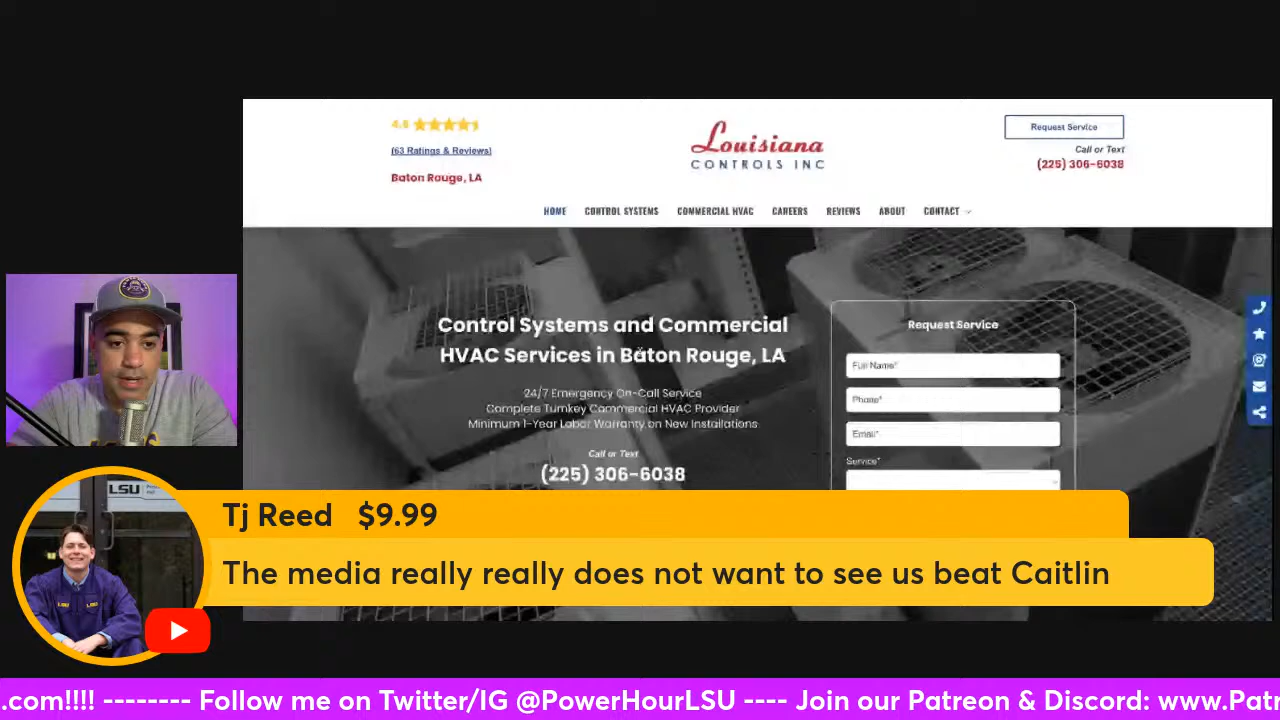 4.6
(63 Ratings & Reviews)
Baton Rouge, LA
Louisiana
CONTROLS INC
Request Service
Call or Text
(225) 306-6038
HOME CONTROL SYSTEMS COMMERCIAL HVAC CAREERS REVIEWS ABOUT CONTACT
Control Systems and Commercial
HVAC Services in Baton Rouge, LA
24/7 Emergency On-Call Service
Complete Turnkey Commercial HVAC Provider
Minimum 1-Year Labor Warranty on New Installations
Call or Text
(225) 306-6038
Request Service
Full Name*
Phone*
Email*
Service*
LSU
LSU
LSU
Tj Reed $9.99
The media really really does not want to see us beat Caitlin
.com!!!! -------- Follow me on Twitter/IG @PowerHourLSU ---- Join our Patreon & Discord: www.Patr